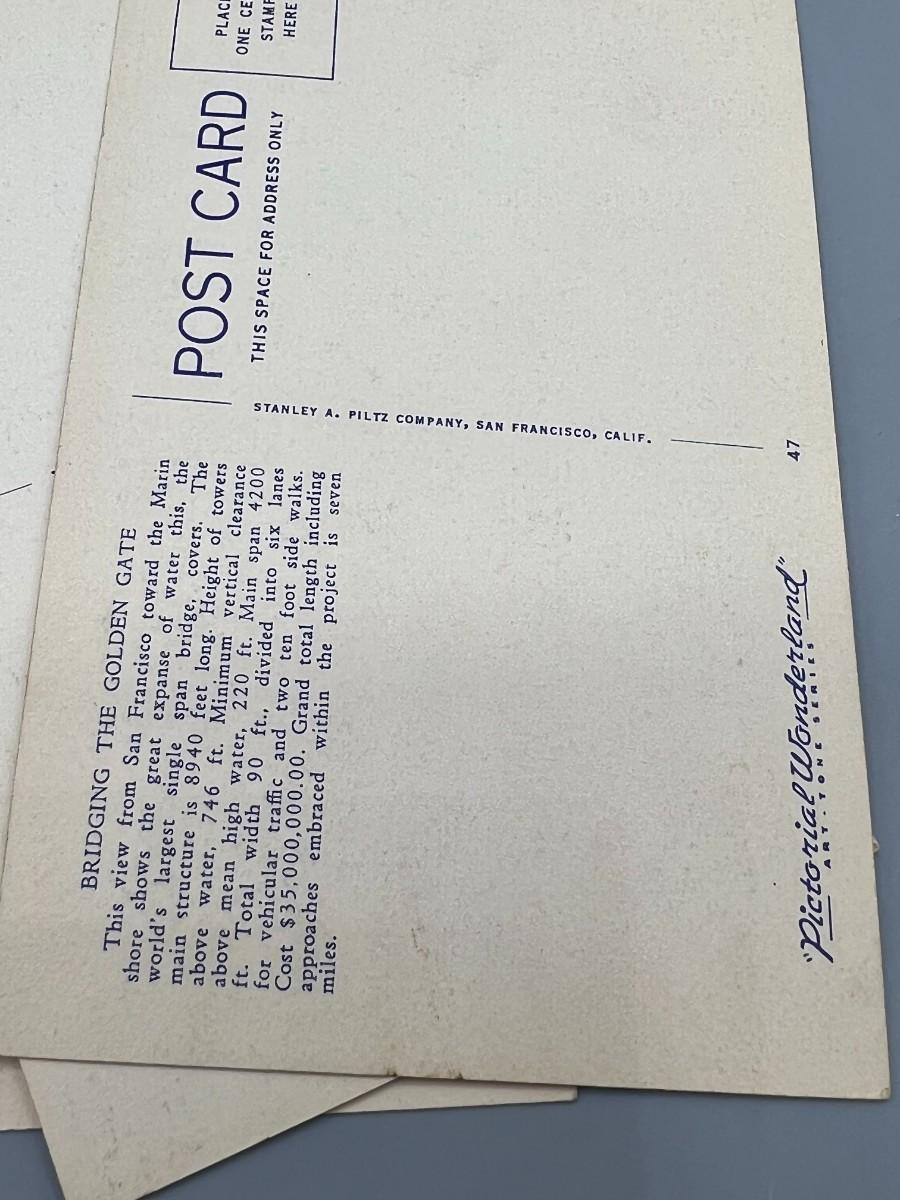 BRIDGING THE GOLDEN GATE
This view from San Francisco toward the Marin
shore shows the great expanse of water this, the
world's largest single span bridge, covers. The
main structure is 8940 feet long. Height of towers
above water, 746 ft. Minimum vertical clearance
above mean high water, 220 ft. Main span 4200
ft. Total width 90 ft., divided into six lanes
for vehicular traffic and two ten foot side walks.
Cost $35,000,000.00. Grand total length including
approaches embraced within the project is seven
miles.
"Pictorial Wonderland"
ART-TONE SERIES
47
STANLEY A. PILTZ COMPANY, SAN FRANCISCO, CALIF.
POST CARD
THIS SPACE FOR ADDRESS ONLY
ONE
HERE